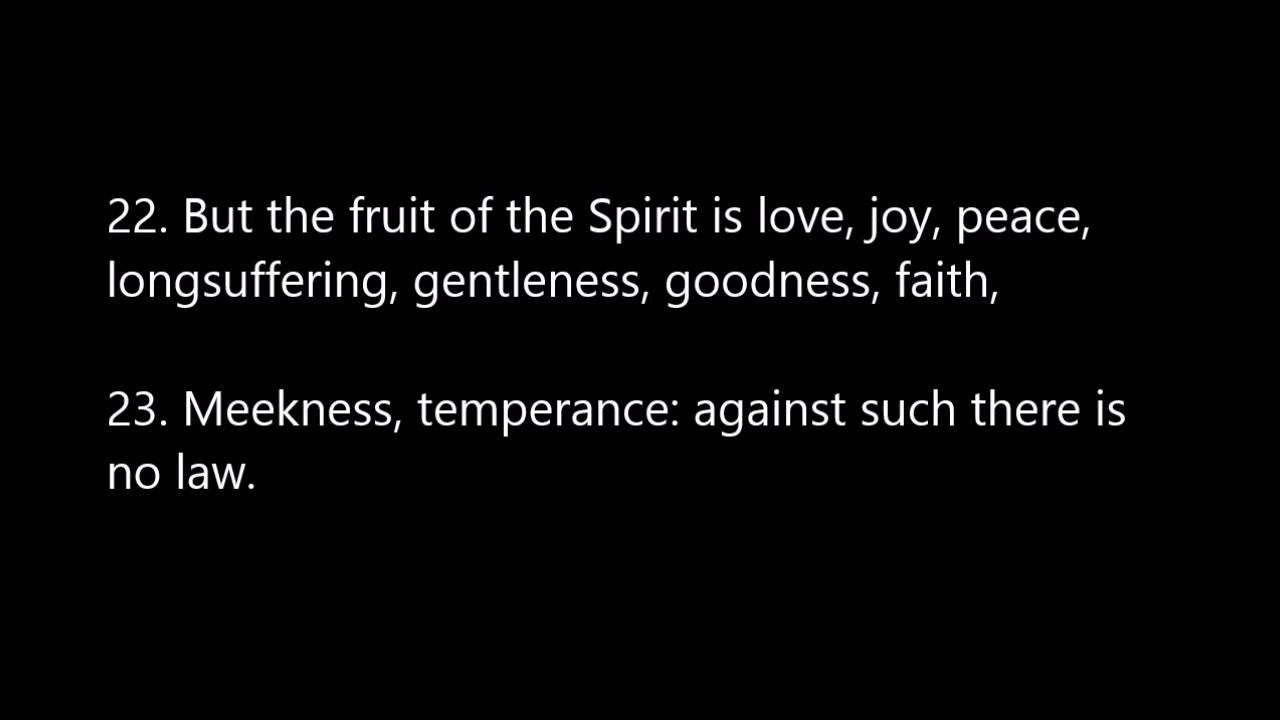 22. But the fruit of the Spirit is love, joy, peace,
longsuffering, gentleness, goodness, faith,
23. Meekness, temperance: against such there is
no law.